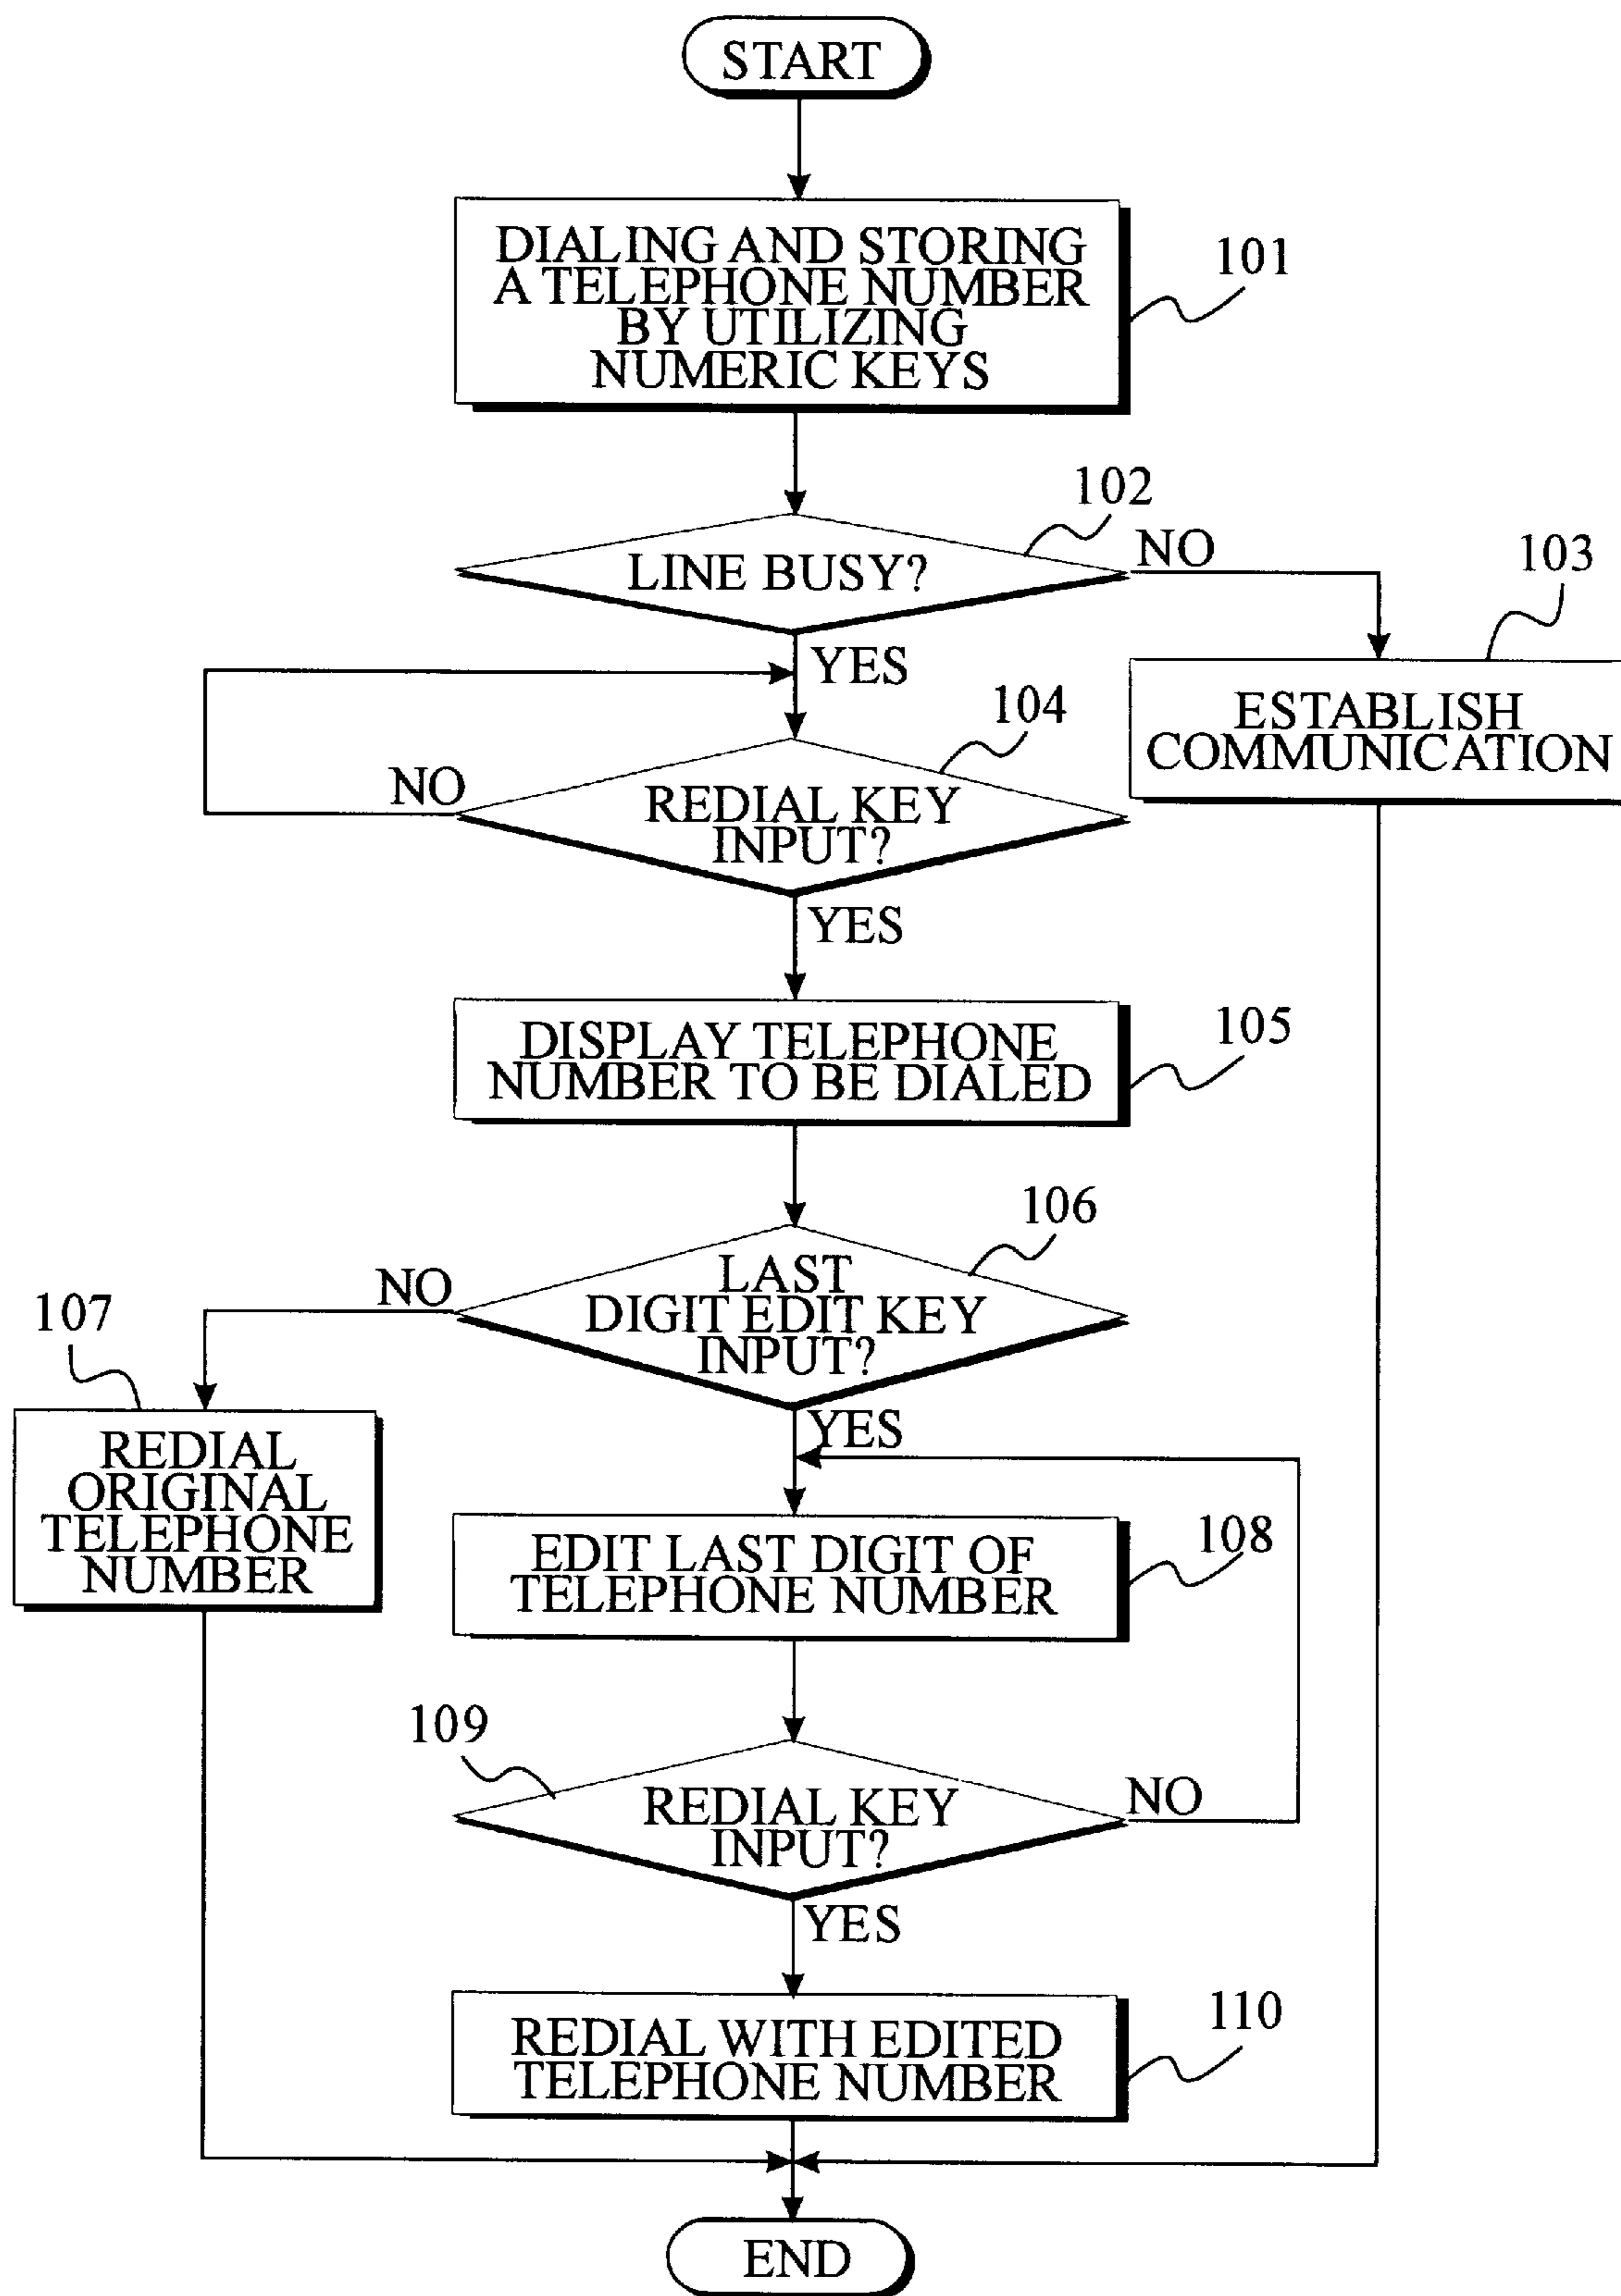 START
DIALING AND STORING
A TELEPHONE NUMBER
BY UTILIZING
NUMERIC KEYS
101
102
LINE BUSY?
NO
103
YES
ESTABLISH
COMMUNICATION
104
NO
REDIAL KEY
INPUT?
YES
105
DISPLAY TELEPHONE
NUMBER TO BE DIALED
106
LAST
DIGIT EDIT KEY
INPUT?
NO
107
YES
REDIAL
ORIGINAL
TELEPHONE
NUMBER
108
EDIT LAST DIGIT OF
TELEPHONE NUMBER
109
REDIAL KEY
INPUT?
NO
YES
110
REDIAL WITH EDITED
TELEPHONE NUMBER
END